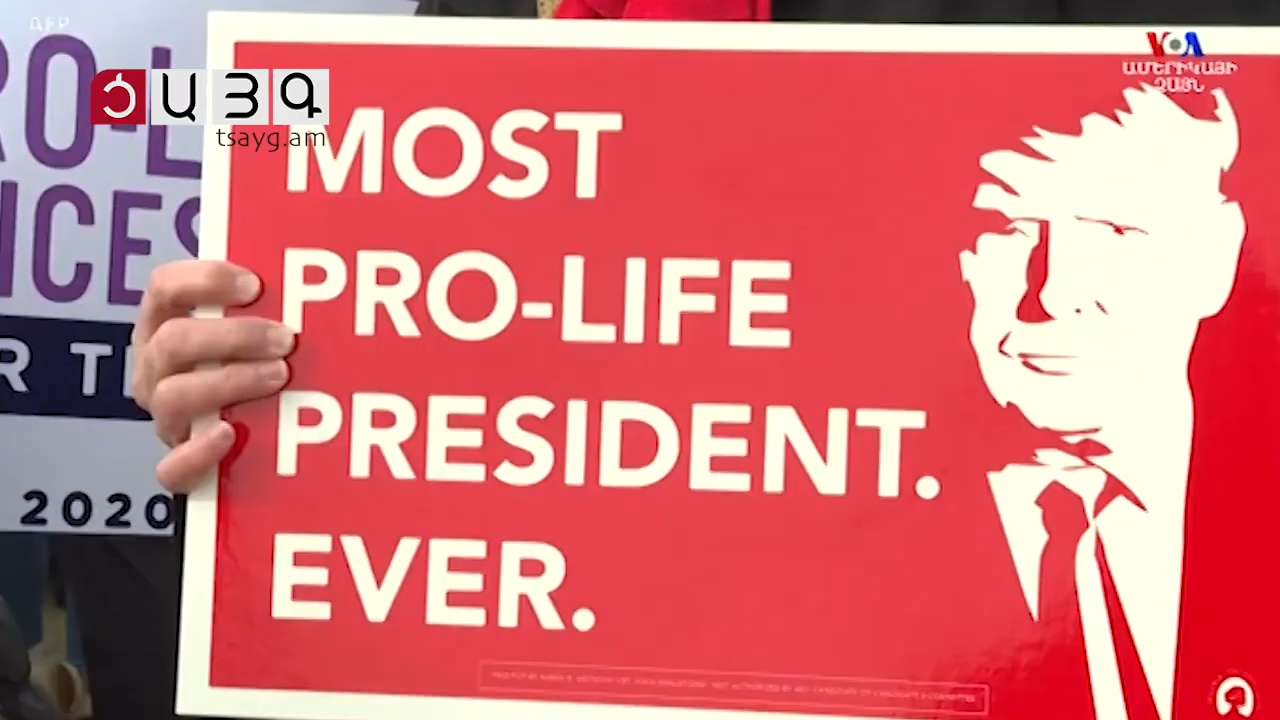 AFP
VOA
ԱՄԵՐԻԿԱՅԻ
ՁԱՅՆ
ՇԱՅԳ
tsayg.am
MOST
PRO-LIFE
PRESIDENT.
EVER.
RO-L
ICES
R T
2020